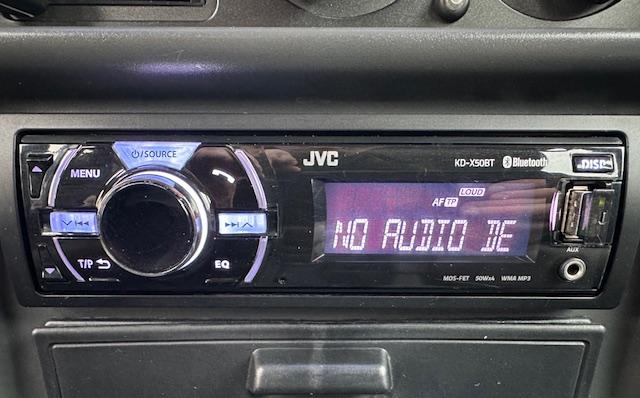 ⏻/SOURCE
MENU
JVC
KD-X50BT Bluetooth
DISP
LOUD
AF TP
NO AUDIO DE
AUX
T/P
EQ
MOS-FET 50Wx4 WMA MP3